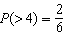 P(>4) = 2/6